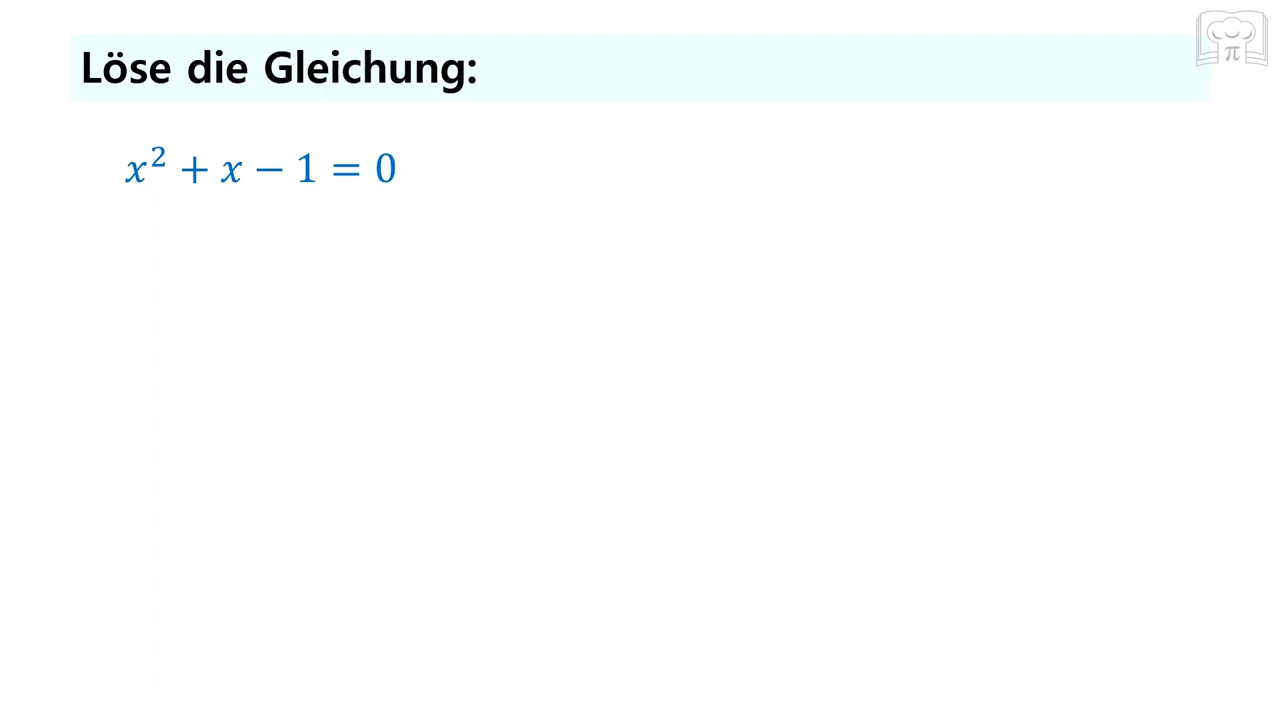 Löse die Gleichung:
x² + x − 1 = 0
π